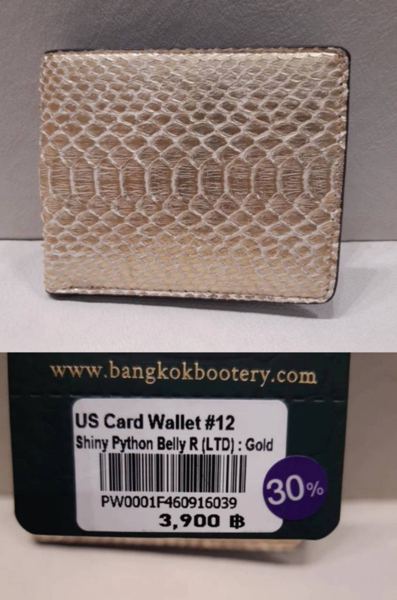 www.bangkokbootery.com
US Card Wallet #12
Shiny Python Belly R (LTD) : Gold
PW0001F460916039
30%
3,900 ฿